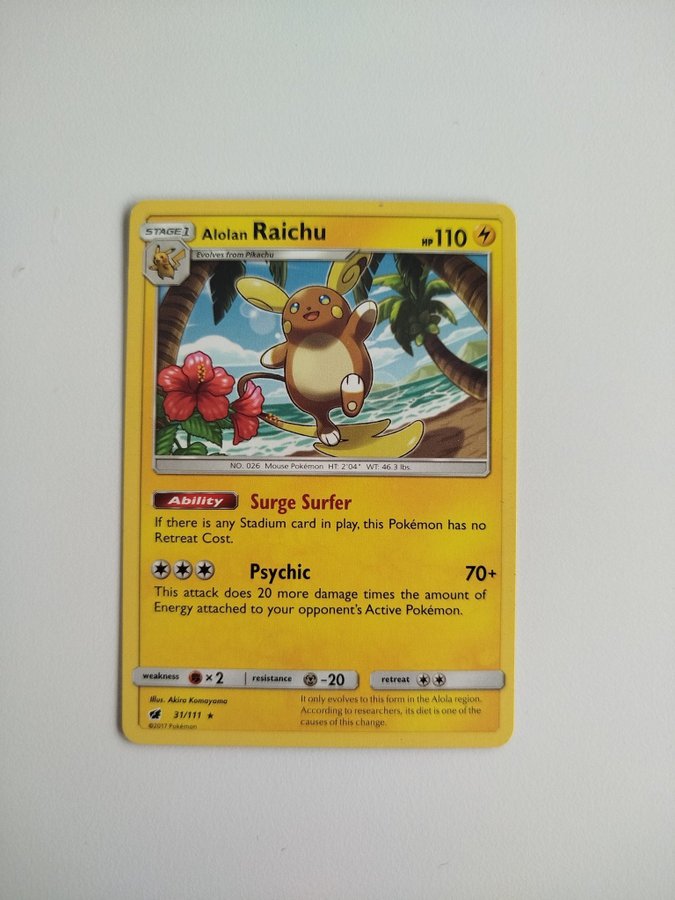 STAGE 1
Alolan Raichu
HP 110
Evolves from Pikachu
NO. 026 Mouse Pokémon HT: 2'04" WT: 46.3 lbs.
Ability Surge Surfer
If there is any Stadium card in play, this Pokémon has no
Retreat Cost.
Psychic 70+
This attack does 20 more damage times the amount of
Energy attached to your opponent's Active Pokémon.
weakness ×2 resistance -20 retreat
Illus. Akira Komayama
31/111 ★
©2017 Pokémon
It only evolves to this form in the Alola region.
According to researchers, its diet is one of the
causes of this change.